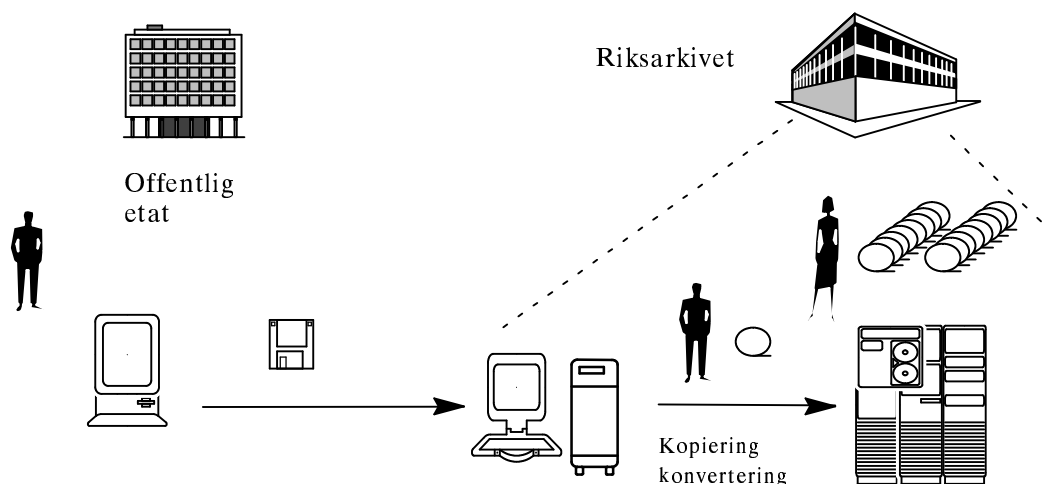 Riksarkivet
Offentlig
etat
Kopiering
konvertering